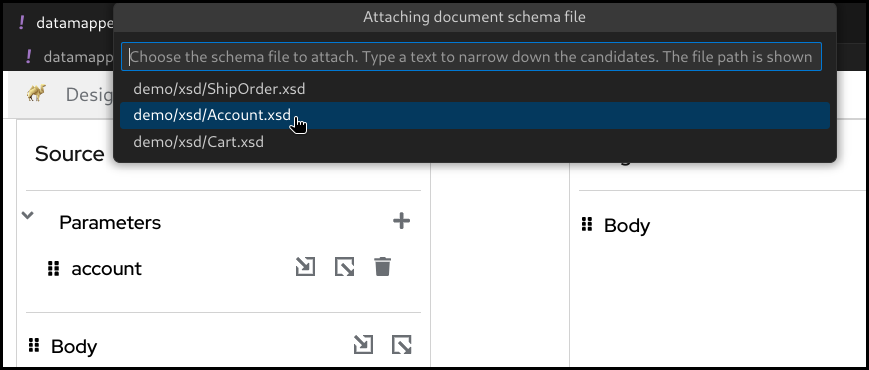 Attaching document schema file
datamappe
Choose the schema file to attach. Type a text to narrow down the candidates. The file path is shown
datamapp
demo/xsd/ShipOrder.xsd
Desig
demo/xsd/Account.xsd
demo/xsd/Cart.xsd
Source
Parameters
Body
account
Body